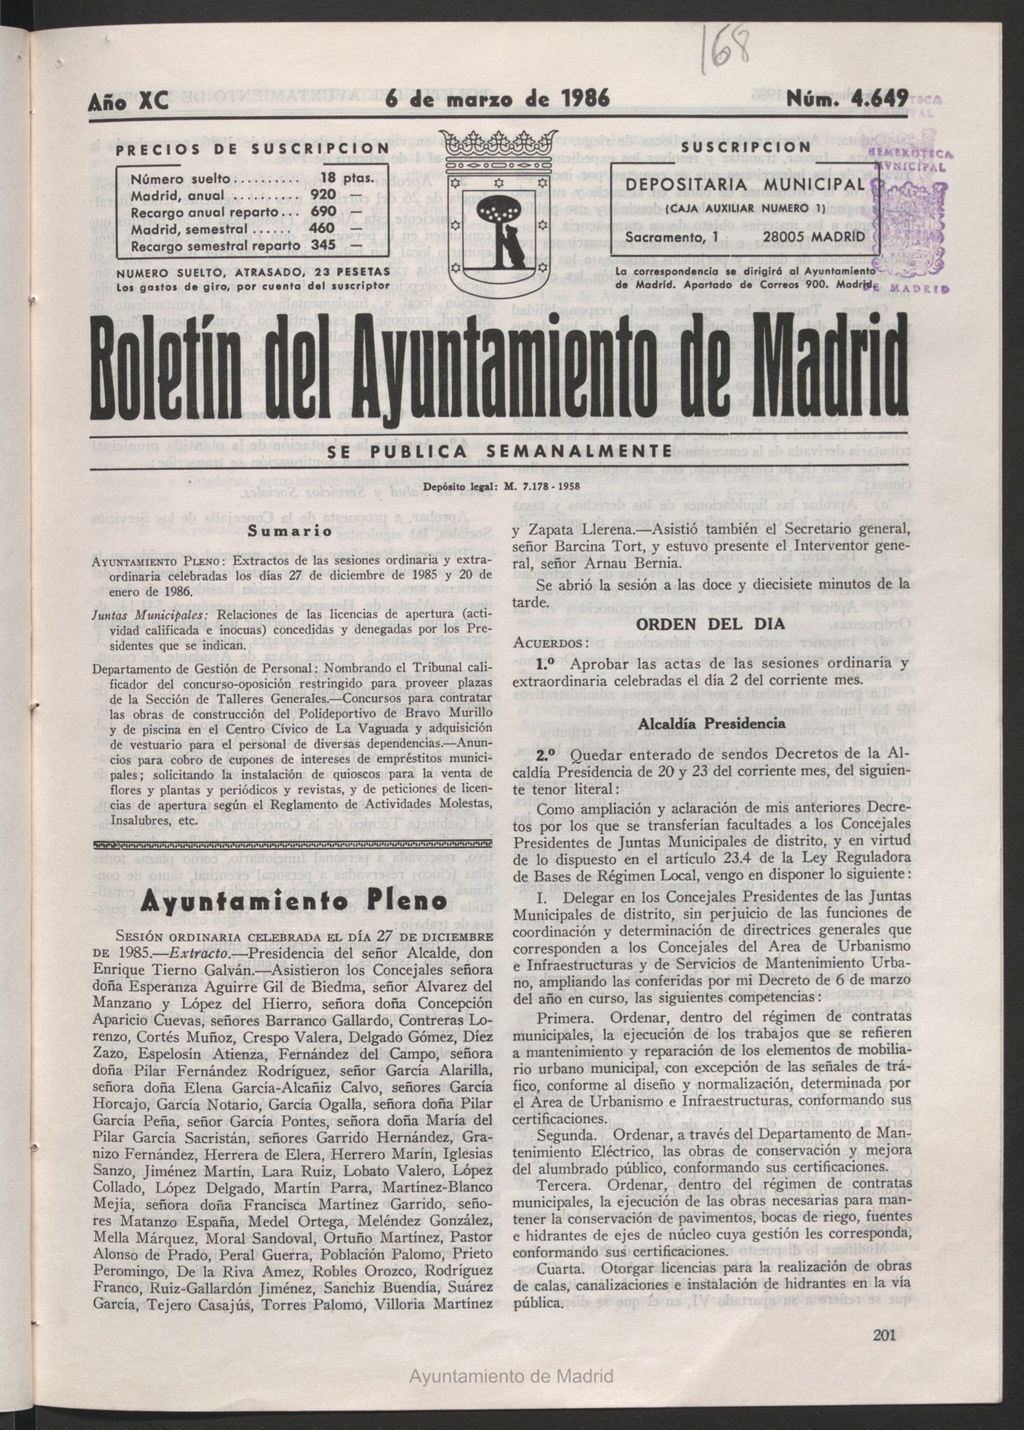 168
Año XC
6 de marzo de 1986
Núm. 4.649
PRECIOS DE SUSCRIPCION
Número suelto.......... 18 ptas.
Madrid, anual .......... 920 —
Recargo anual reparto... 690 —
Madrid, semestral ...... 460 —
Recargo semestral reparto 345 —
NUMERO SUELTO, ATRASADO, 23 PESETAS
Los gastos de giro, por cuenta del suscriptor
SUSCRIPCION
DEPOSITARIA MUNICIPAL
(CAJA AUXILIAR NUMERO 1)
Sacramento, 1 28005 MADRID
La correspondencia se dirigirá al Ayuntamiento
de Madrid. Apartado de Correos 900. Madrid.
HEMEROTECA
MUNICIPAL
DE MADRID
Boletín del Ayuntamiento de Madrid
SE PUBLICA SEMANALMENTE
Depósito legal: M. 7.178 - 1958
Sumario
AYUNTAMIENTO PLENO: Extractos de las sesiones ordinaria y extra-
ordinaria celebradas los días 27 de diciembre de 1985 y 20 de
enero de 1986.
Juntas Municipales: Relaciones de las licencias de apertura (acti-
vidad calificada e inocuas) concedidas y denegadas por los Pre-
sidentes que se indican.
Departamento de Gestión de Personal: Nombrando el Tribunal cali-
ficador del concurso-oposición restringido para proveer plazas
de la Sección de Talleres Generales.—Concursos para contratar
las obras de construcción del Polideportivo de Bravo Murillo
y de piscina en el Centro Cívico de La Vaguada y adquisición
de vestuario para el personal de diversas dependencias.—Anun-
cios para cobro de cupones de intereses de empréstitos munici-
pales; solicitando la instalación de quioscos para la venta de
flores y plantas y periódicos y revistas, y de peticiones de licen-
cias de apertura según el Reglamento de Actividades Molestas,
Insalubres, etc.
Ayuntamiento Pleno
SESIÓN ORDINARIA CELEBRADA EL DÍA 27 DE DICIEMBRE
DE 1985.—Extracto.—Presidencia del señor Alcalde, don
Enrique Tierno Galván.—Asistieron los Concejales señora
doña Esperanza Aguirre Gil de Biedma, señor Alvarez del
Manzano y López del Hierro, señora doña Concepción
Aparicio Cuevas, señores Barranco Gallardo, Contreras Lo-
renzo, Cortés Muñoz, Crespo Valera, Delgado Gómez, Díez
Zazo, Espelosín Atienza, Fernández del Campo, señora
doña Pilar Fernández Rodríguez, señor García Alarilla,
señora doña Elena García-Alcañiz Calvo, señores García
Horcajo, García Notario, García Ogalla, señora doña Pilar
García Peña, señor García Pontes, señora doña María del
Pilar García Sacristán, señores Garrido Hernández, Gra-
nizo Fernández, Herrera de Elera, Herrero Marín, Iglesias
Sanzo, Jiménez Martín, Lara Ruiz, Lobato Valero, López
Collado, López Delgado, Martín Parra, Martínez-Blanco
Mejía, señora doña Francisca Martínez Garrido, seño-
res Matanzo España, Medel Ortega, Meléndez González,
Mella Márquez, Moral Sandoval, Ortuño Martínez, Pastor
Alonso de Prado, Peral Guerra, Población Palomo, Prieto
Peromingo, De la Riva Amez, Robles Orozco, Rodríguez
Franco, Ruiz-Gallardón Jiménez, Sanchiz Buendía, Suárez
García, Tejero Casajús, Torres Palomo, Villoria Martínez
y Zapata Llerena.—Asistió también el Secretario general,
señor Barcina Tort, y estuvo presente el Interventor gene-
ral, señor Arnau Bernia.
Se abrió la sesión a las doce y diecisiete minutos de la
tarde.
ORDEN DEL DIA
ACUERDOS:
1.º Aprobar las actas de las sesiones ordinaria y
extraordinaria celebradas el día 2 del corriente mes.
Alcaldía Presidencia
2.º Quedar enterado de sendos Decretos de la Al-
caldía Presidencia de 20 y 23 del corriente mes, del siguien-
te tenor literal:
Como ampliación y aclaración de mis anteriores Decre-
tos por los que se transferían facultades a los Concejales
Presidentes de Juntas Municipales de distrito, y en virtud
de lo dispuesto en el artículo 23.4 de la Ley Reguladora
de Bases de Régimen Local, vengo en disponer lo siguiente:
I. Delegar en los Concejales Presidentes de las Juntas
Municipales de distrito, sin perjuicio de las funciones de
coordinación y determinación de directrices generales que
corresponden a los Concejales del Area de Urbanismo
e Infraestructuras y de Servicios de Mantenimiento Urba-
no, ampliando las conferidas por mi Decreto de 6 de marzo
del año en curso, las siguientes competencias:
Primera. Ordenar, dentro del régimen de contratas
municipales, la ejecución de los trabajos que se refieren
a mantenimiento y reparación de los elementos de mobilia-
rio urbano municipal, con excepción de las señales de trá-
fico, conforme al diseño y normalización, determinada por
el Area de Urbanismo e Infraestructuras, conformando sus
certificaciones.
Segunda. Ordenar, a través del Departamento de Man-
tenimiento Eléctrico, las obras de conservación y mejora
del alumbrado público, conformando sus certificaciones.
Tercera. Ordenar, dentro del régimen de contratas
municipales, la ejecución de las obras necesarias para man-
tener la conservación de pavimentos, bocas de riego, fuentes
e hidrantes de ejes de núcleo cuya gestión les corresponda,
conformando sus certificaciones.
Cuarta. Otorgar licencias para la realización de obras
de calas, canalizaciones e instalación de hidrantes en la vía
pública.
201
Ayuntamiento de Madrid